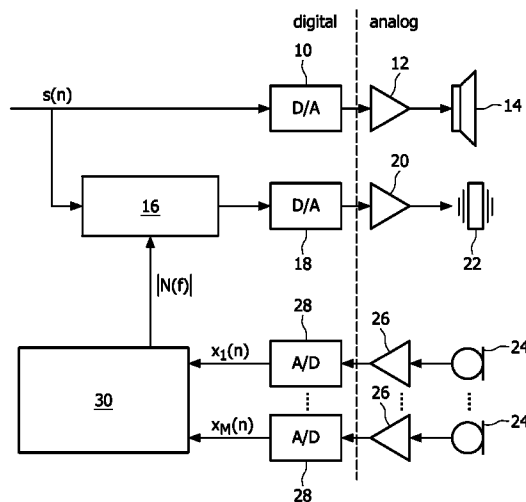 digital analog
10
12
s(n)
D/A
14
20
16
D/A
18
22
|N(f)|
28
26
24
x1(n)
A/D
30
26
24
xM(n)
A/D
28